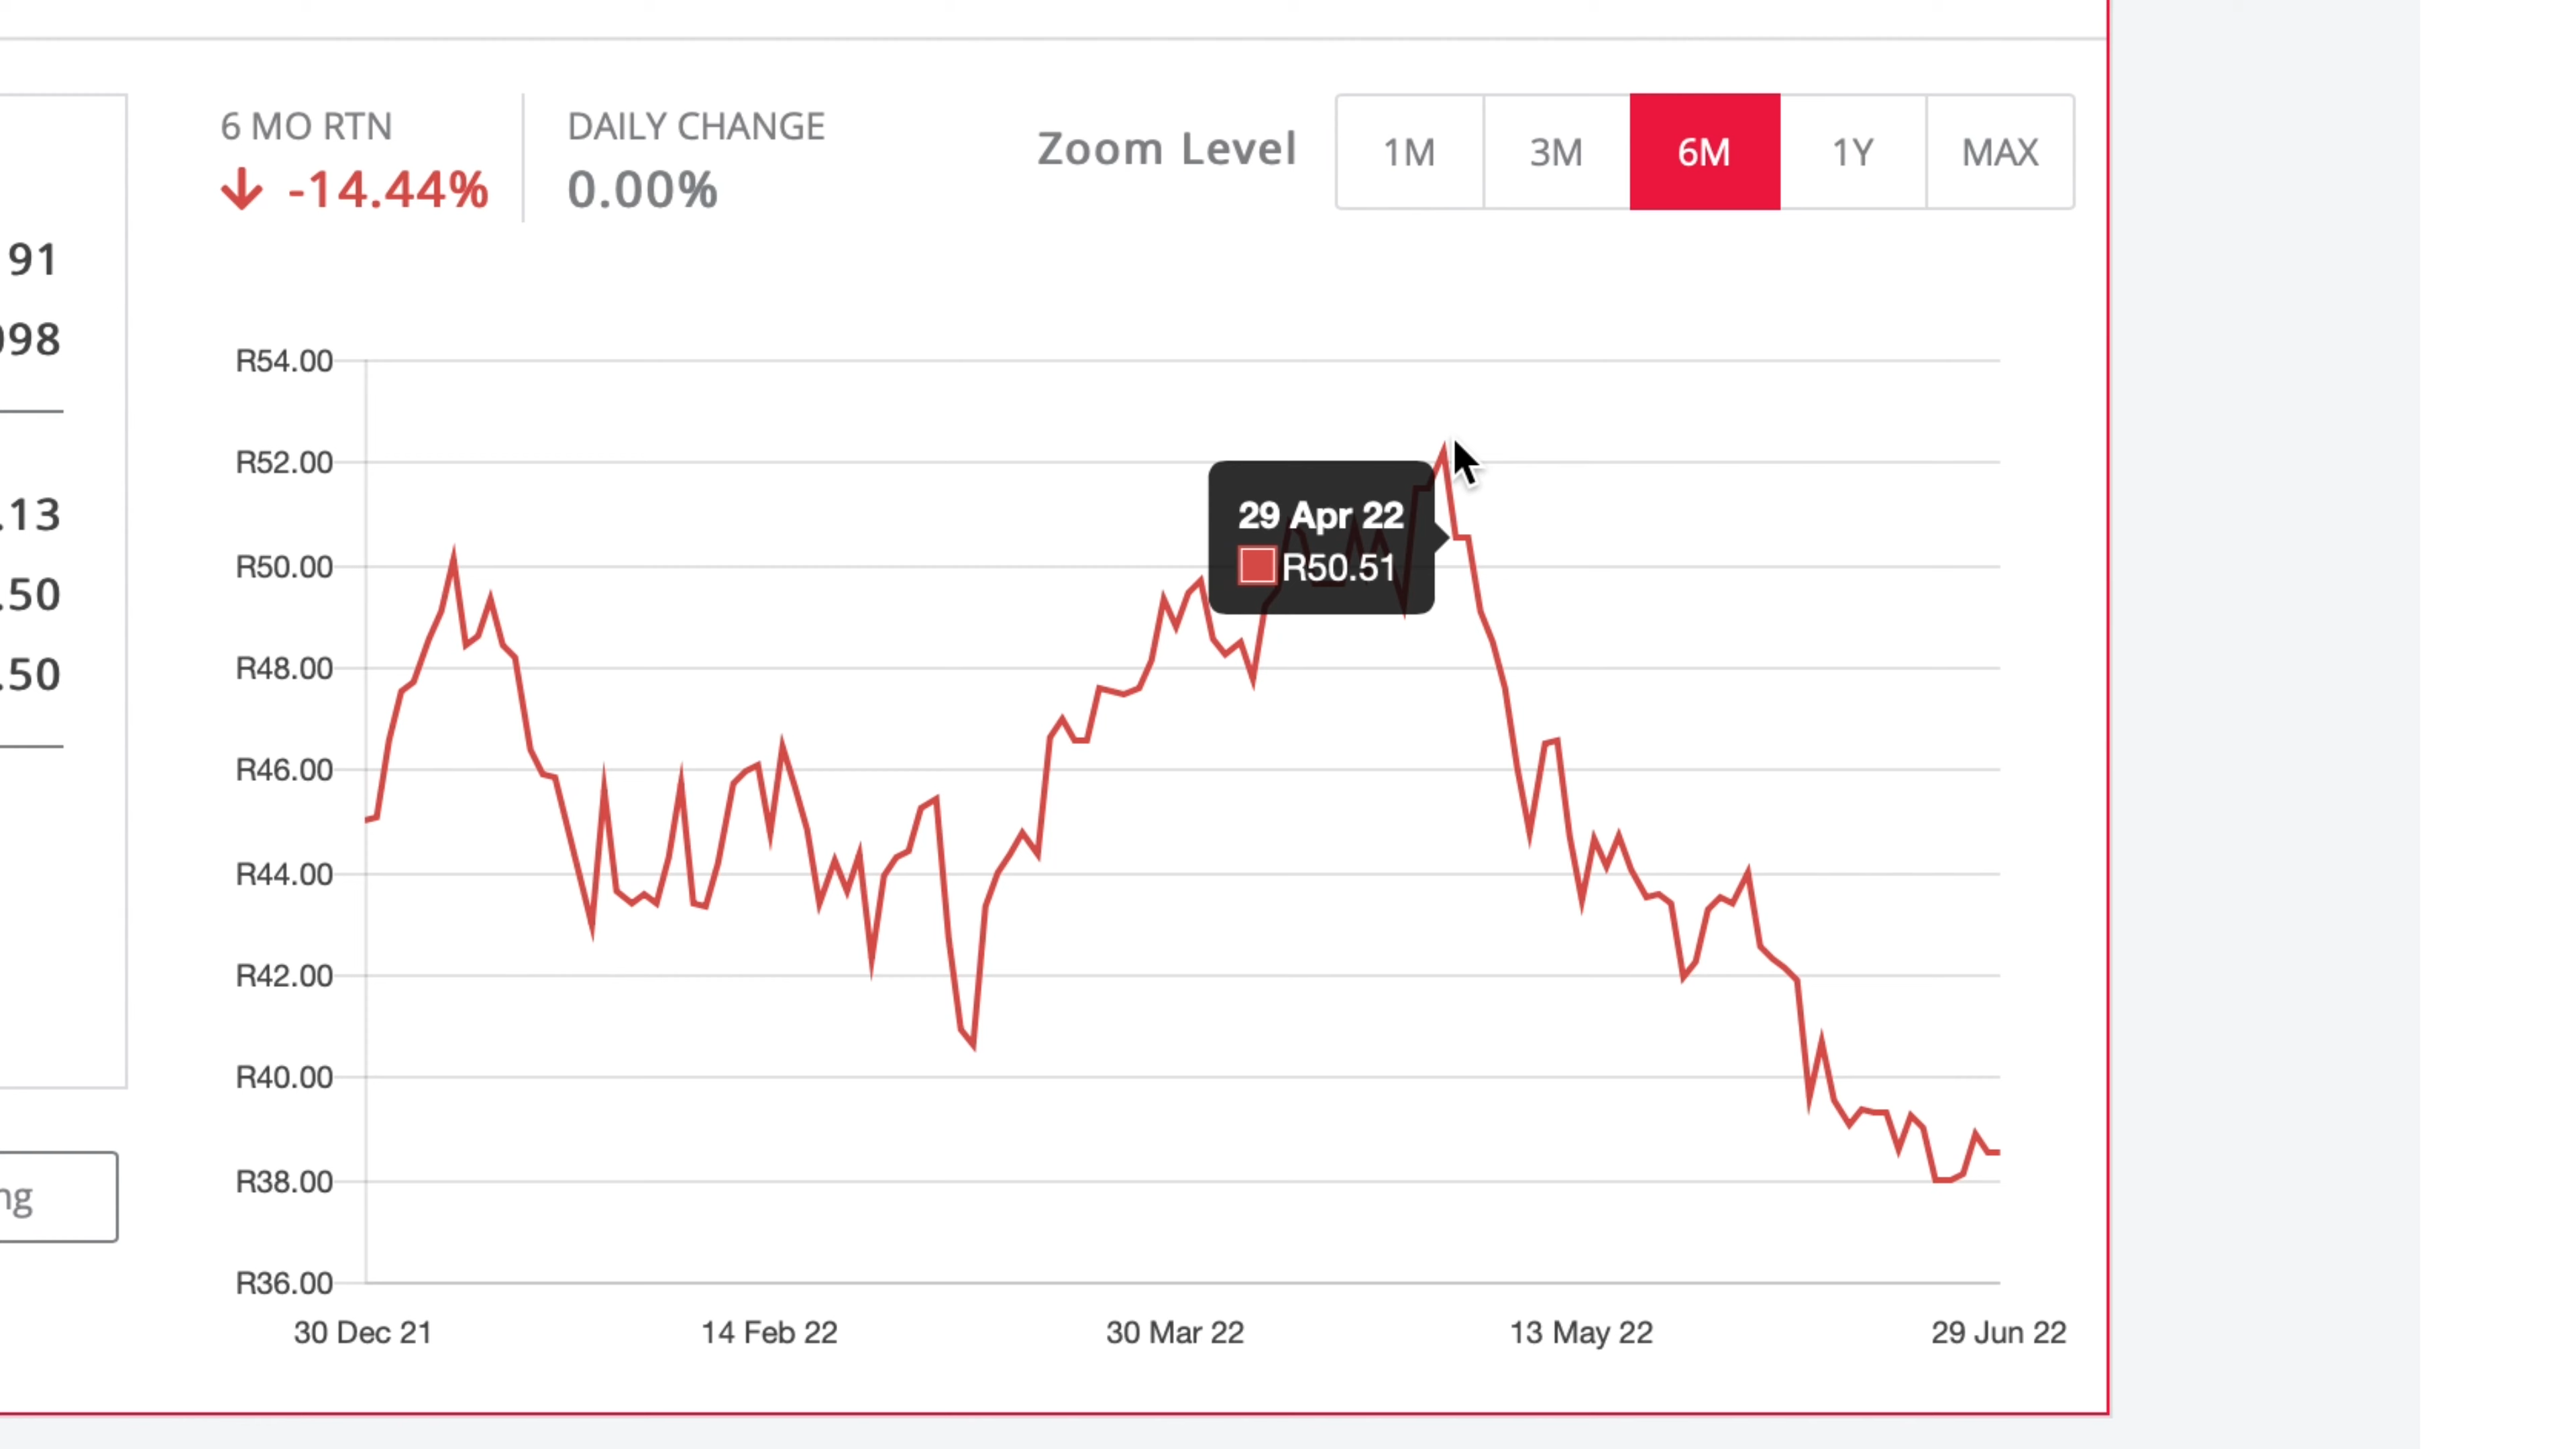 6 MO RTN
-14.44%
DAILY CHANGE
0.00%
Zoom Level
1M
3M
6M
1Y
MAX
91
98
.13
.50
.50
ng
R54.00
R52.00
R50.00
R48.00
R46.00
R44.00
R42.00
R40.00
R38.00
R36.00
29 Apr 22
R50.51
30 Dec 21
14 Feb 22
30 Mar 22
13 May 22
29 Jun 22